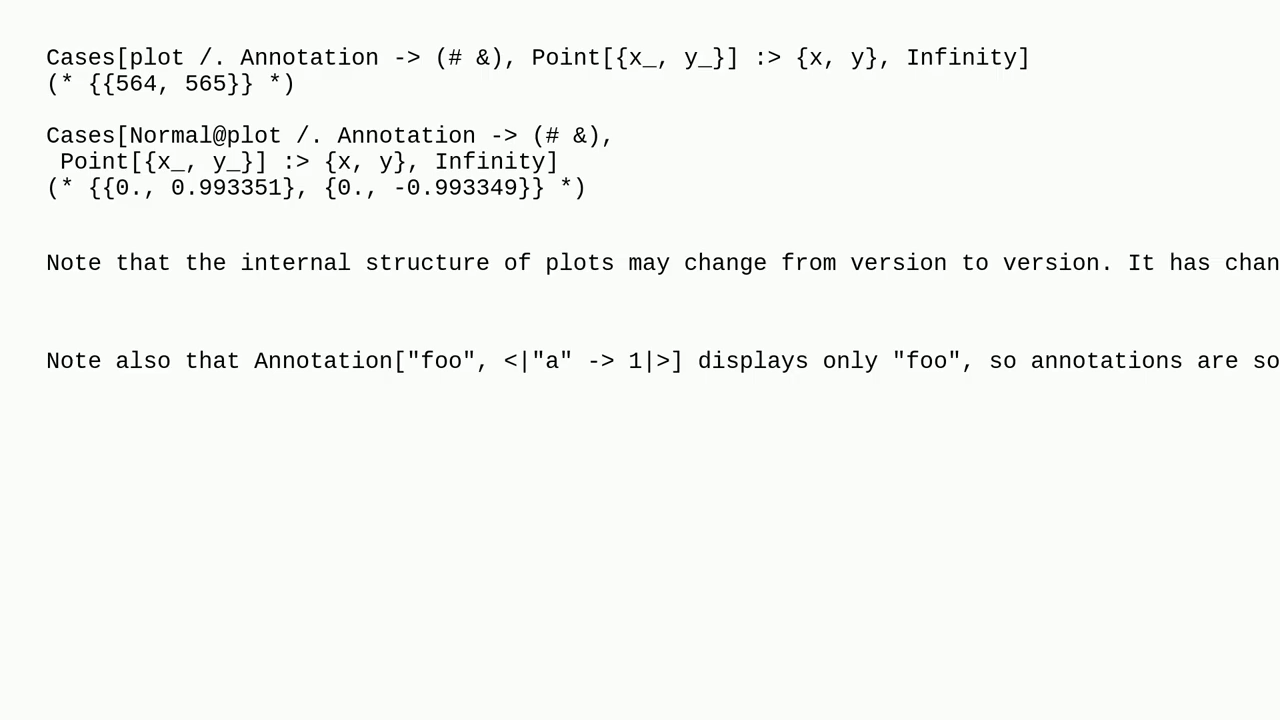 Cases[plot /. Annotation -> (# &), Point[{x_, y_}] :> {x, y}, Infinity]
(* {{564, 565}} *)
Cases[Normal@plot /. Annotation -> (# &),
 Point[{x_, y_}] :> {x, y}, Infinity]
(* {{0., 0.993351}, {0., -0.993349}} *)
Note that the internal structure of plots may change from version to version. It has chan
Note also that Annotation["foo", <|"a" -> 1|>] displays only "foo", so annotations are so